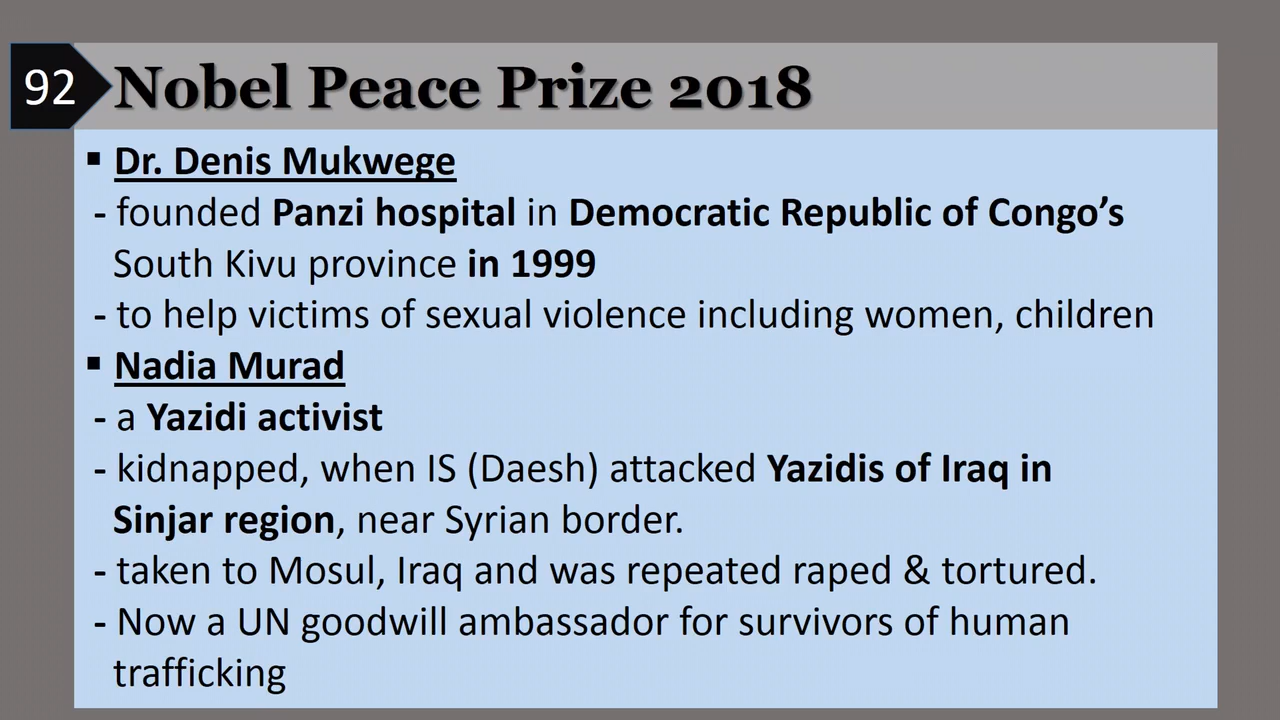 92
Nobel Peace Prize 2018
▪ Dr. Denis Mukwege
- founded Panzi hospital in Democratic Republic of Congo’s
South Kivu province in 1999
- to help victims of sexual violence including women, children
▪ Nadia Murad
- a Yazidi activist
- kidnapped, when IS (Daesh) attacked Yazidis of Iraq in
Sinjar region, near Syrian border.
- taken to Mosul, Iraq and was repeated raped & tortured.
- Now a UN goodwill ambassador for survivors of human
trafficking